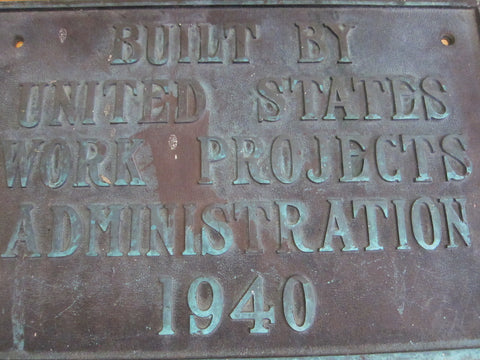 BUILT BY
UNITED STATES
WORK PROJECTS
ADMINISTRATION
1940